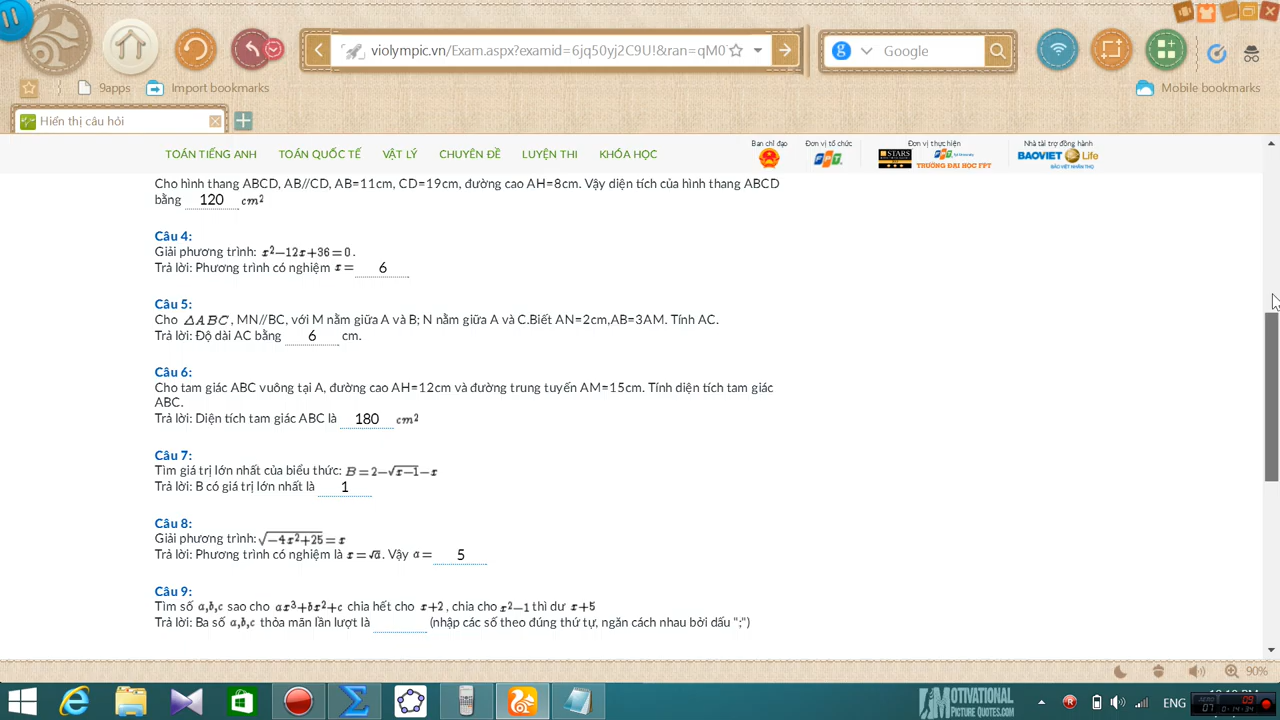 violympic.vn/Exam.aspx?examid=6jq50yj2C9U!&ran=qM0
Google
9apps
Import bookmarks
Mobile bookmarks
Hiển thị câu hỏi
TOÁN TIẾNG ANH TOÁN QUỐC TẾ VẬT LÝ CHUYÊN ĐỀ LUYỆN THI KHÓA HỌC
Ban chỉ đạo Đơn vị tổ chức Đơn vị thực hiện Nhà tài trợ đồng hành
FPT STARS TRƯỜNG ĐẠI HỌC FPT BAOVIET Life
Cho hình thang ABCD, AB//CD, AB=11cm, CD=19cm, đường cao AH=8cm. Vậy diện tích của hình thang ABCD
bằng 120 cm²
Câu 4:
Giải phương trình: x²−12x+36=0.
Trả lời: Phương trình có nghiệm x= 6
Câu 5:
Cho △ABC, MN//BC, với M nằm giữa A và B; N nằm giữa A và C.Biết AN=2cm,AB=3AM. Tính AC.
Trả lời: Độ dài AC bằng 6 cm.
Câu 6:
Cho tam giác ABC vuông tại A, đường cao AH=12cm và đường trung tuyến AM=15cm. Tính diện tích tam giác
ABC.
Trả lời: Diện tích tam giác ABC là 180 cm²
Câu 7:
Tìm giá trị lớn nhất của biểu thức: B=2−√(x−1)−x
Trả lời: B có giá trị lớn nhất là 1
Câu 8:
Giải phương trình:√(−4x²+25)=x
Trả lời: Phương trình có nghiệm là x=√a. Vậy a= 5
Câu 9:
Tìm số a,b,c sao cho ax³+bx²+c chia hết cho x+2, chia cho x²−1 thì dư x+5
Trả lời: Ba số a,b,c thỏa mãn lần lượt là (nhập các số theo đúng thứ tự, ngăn cách nhau bởi dấu ";")
90%
MOTIVATIONAL
PICTURE QUOTES.COM
ENG